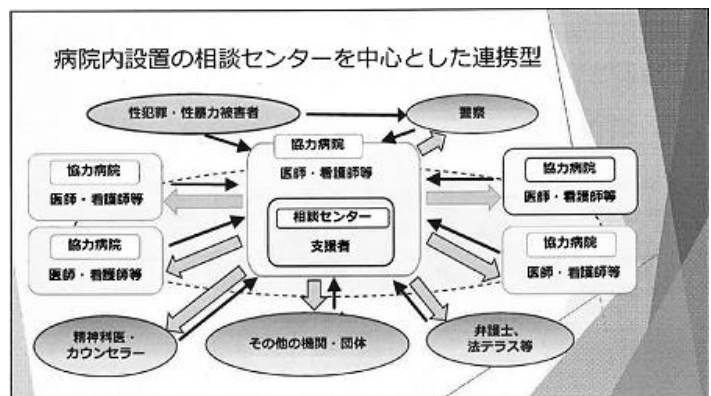 病院内設置の相談センターを中心とした連携型
性犯罪・性暴力被害者
警察
協力病院
医師・看護師等
協力病院
医師・看護師等
協力病院
医師・看護師等
相談センター
支援者
協力病院
医師・看護師等
協力病院
医師・看護師等
精神科医・
カウンセラー
その他の機関・団体
弁護士、
法テラス等